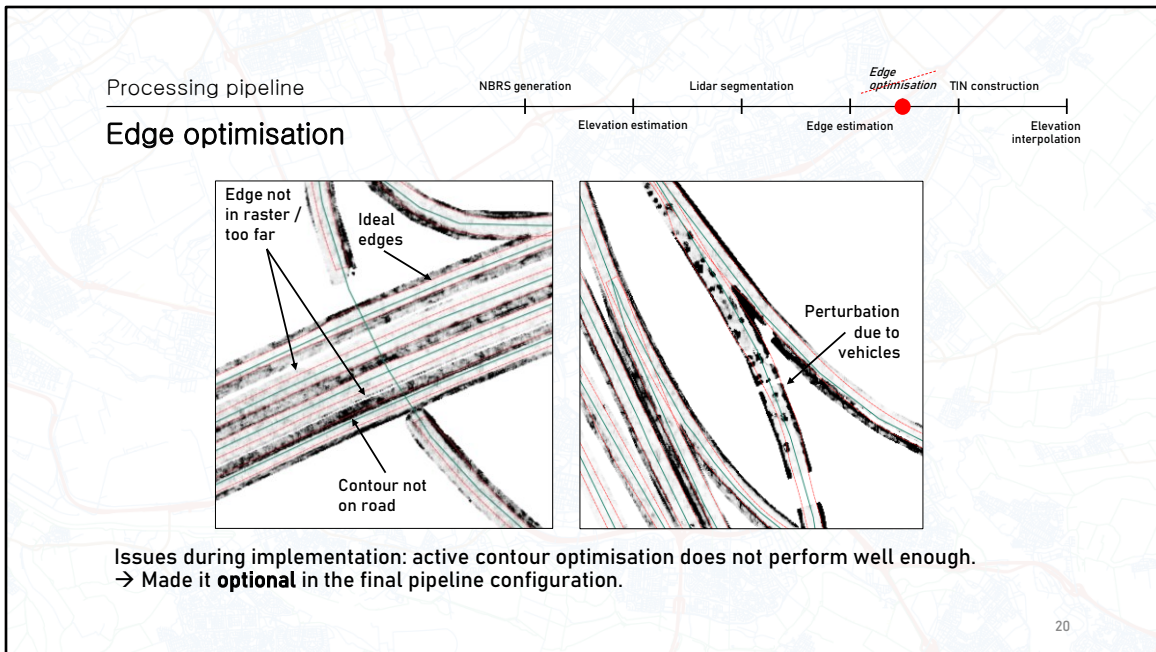 Processing pipeline
Edge optimisation
NBRS generation
Elevation estimation
Lidar segmentation
Edge estimation
Edge
optimisation
TIN construction
Elevation
interpolation
Edge not
in raster /
too far
Ideal
edges
Contour not
on road
Perturbation
due to
vehicles
Issues during implementation: active contour optimisation does not perform well enough.
→ Made it optional in the final pipeline configuration.
20